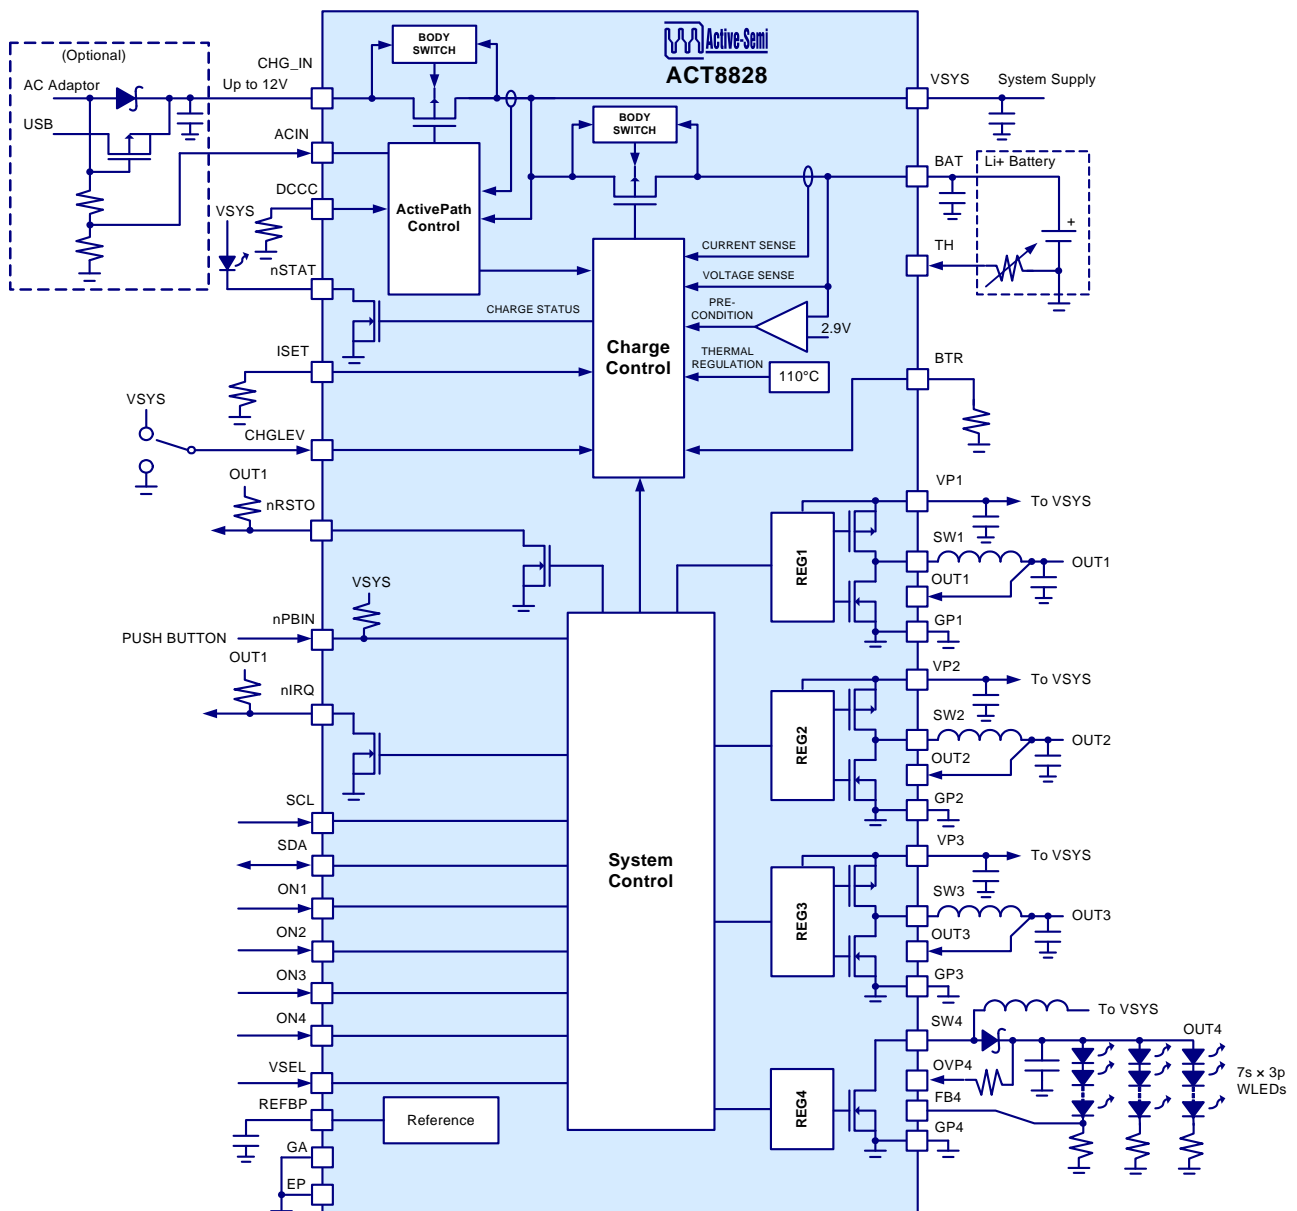 (Optional)
AC Adaptor
USB
CHG_IN
Up to 12V
ACIN
DCCC
VSYS
nSTAT
ISET
VSYS
CHGLEV
OUT1
nRSTO
VSYS
nPBIN
PUSH BUTTON
OUT1
nIRQ
SCL
SDA
ON1
ON2
ON3
ON4
VSEL
REFBP
GA
EP
BODY
SWITCH
Active-Semi
ACT8828
BODY
SWITCH
ActivePath
Control
CURRENT SENSE
VOLTAGE SENSE
PRE-
CONDITION
2.9V
THERMAL
REGULATION
110°C
CHARGE STATUS
Charge
Control
System
Control
Reference
REG1
REG2
REG3
REG4
VSYS
System Supply
BAT
Li+ Battery
+
TH
BTR
VP1
To VSYS
SW1
OUT1
OUT1
GP1
VP2
To VSYS
SW2
OUT2
OUT2
GP2
VP3
To VSYS
SW3
OUT3
OUT3
GP3
To VSYS
SW4
OUT4
OVP4
7s x 3p
WLEDs
FB4
GP4